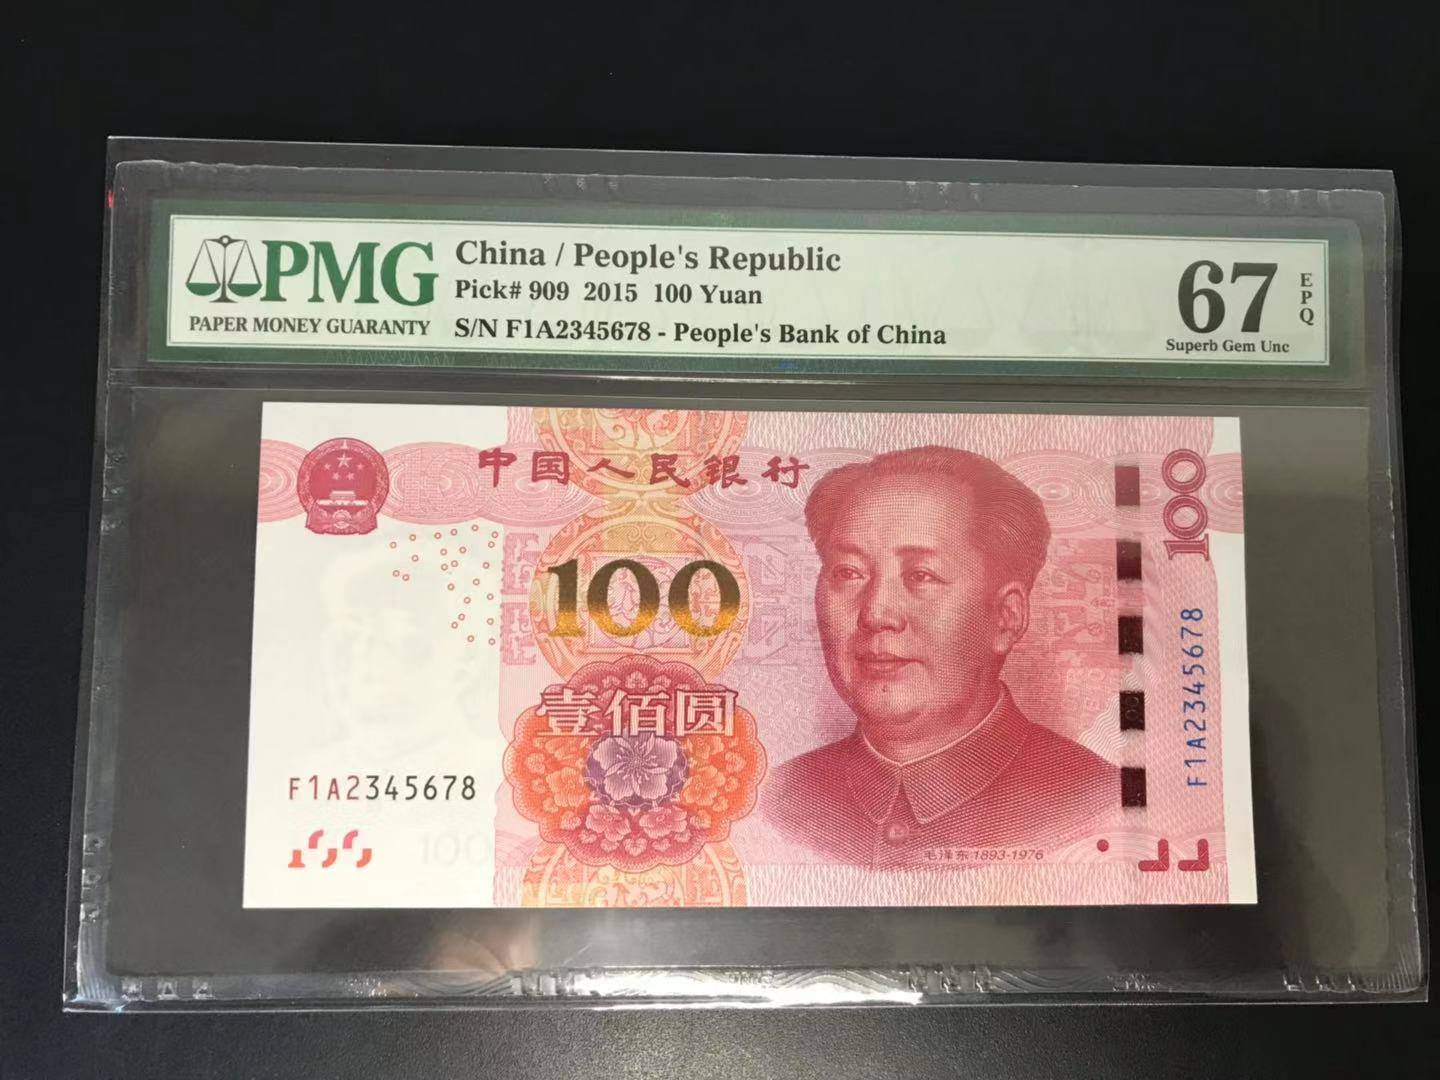 PMG
PAPER MONEY GUARANTY
China / People's Republic
Pick# 909 2015 100 Yuan
S/N F1A2345678 - People's Bank of China
67
EPQ
Superb Gem Unc
中国人民银行
100
100
壹佰圆
F1A2345678
F1A2345678
100
毛泽东 1893-1976